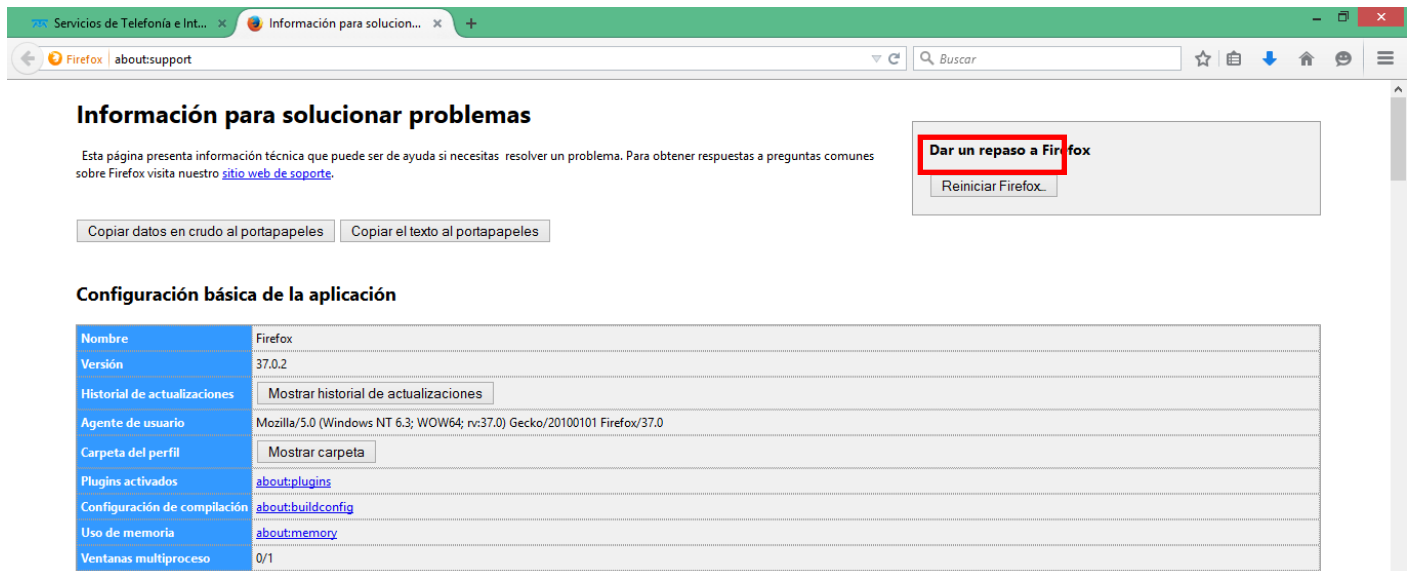 Servicios de Telefonía e Int...
Información para solucion...
Firefox about:support
Buscar
Información para solucionar problemas
Esta página presenta información técnica que puede ser de ayuda si necesitas resolver un problema. Para obtener respuestas a preguntas comunes
sobre Firefox visita nuestro sitio web de soporte.
Dar un repaso a Firefox
Reiniciar Firefox...
Copiar datos en crudo al portapapeles
Copiar el texto al portapapeles
Configuración básica de la aplicación
Nombre Firefox
Versión 37.0.2
Historial de actualizaciones Mostrar historial de actualizaciones
Agente de usuario Mozilla/5.0 (Windows NT 6.3; WOW64; rv:37.0) Gecko/20100101 Firefox/37.0
Carpeta del perfil Mostrar carpeta
Plugins activados about:plugins
Configuración de compilación about:buildconfig
Uso de memoria about:memory
Ventanas multiproceso 0/1